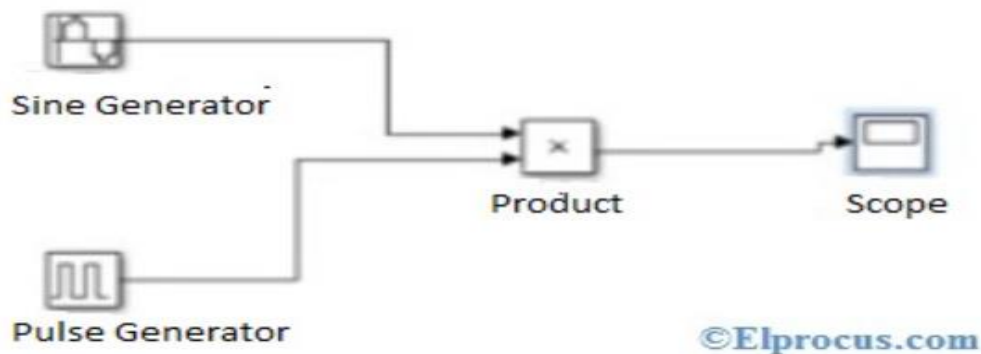 Sine Generator
Product
Scope
Pulse Generator
©Elprocus.com